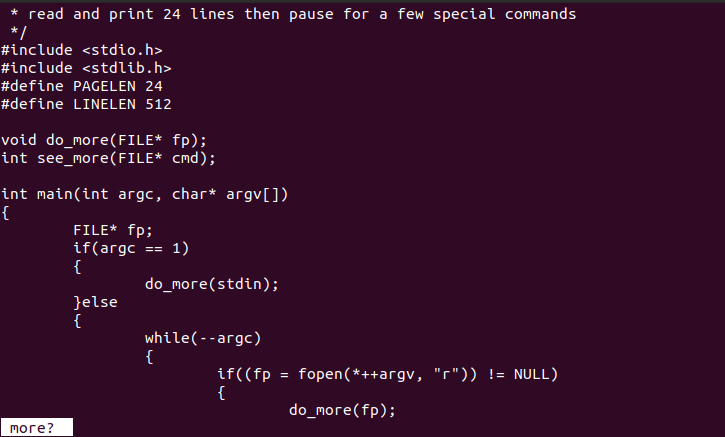 * read and print 24 lines then pause for a few special commands
 */
#include <stdio.h>
#include <stdlib.h>
#define PAGELEN 24
#define LINELEN 512

void do_more(FILE* fp);
int see_more(FILE* cmd);

int main(int argc, char* argv[])
{
        FILE* fp;
        if(argc == 1)
        {
                do_more(stdin);
        }else
        {
                while(--argc)
                {
                        if((fp = fopen(*++argv, "r")) != NULL)
                        {
                                do_more(fp);
 more?